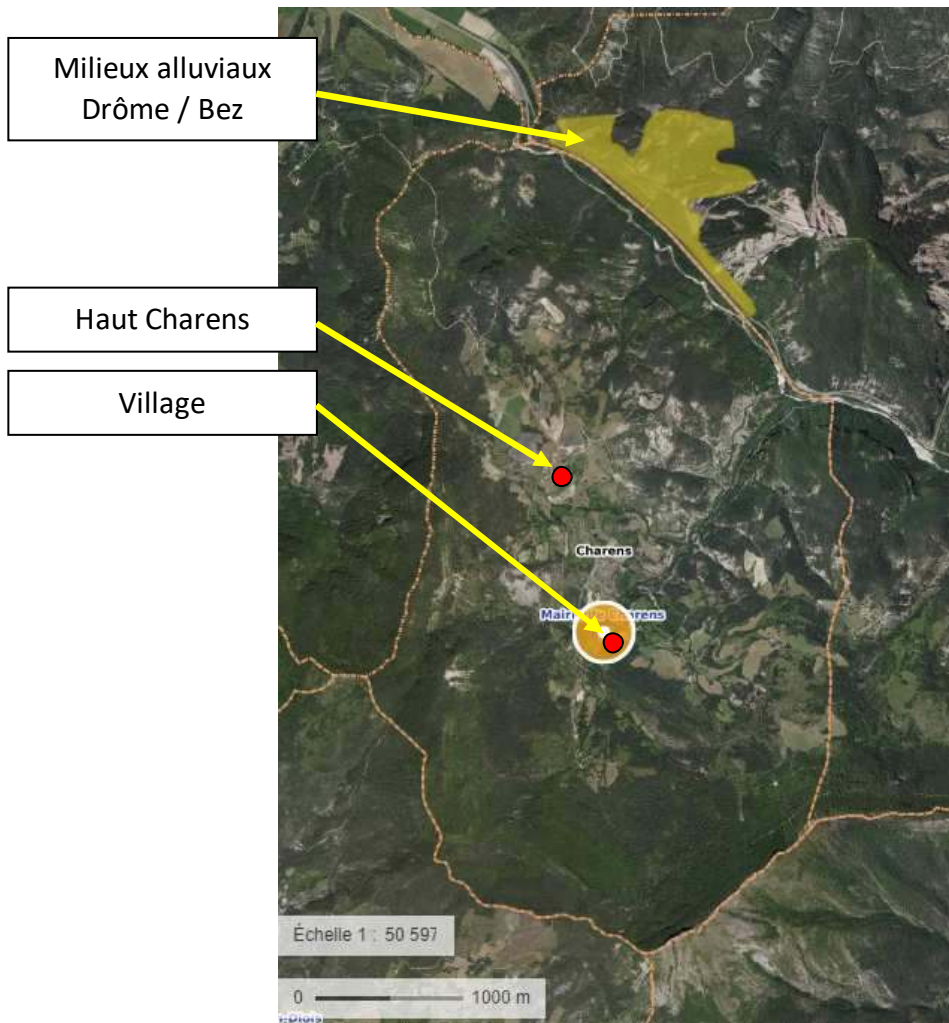 Milieux alluviaux
Drôme / Bez
Haut Charens
Village
Charens
Échelle 1 : 50 597
0 1000 m